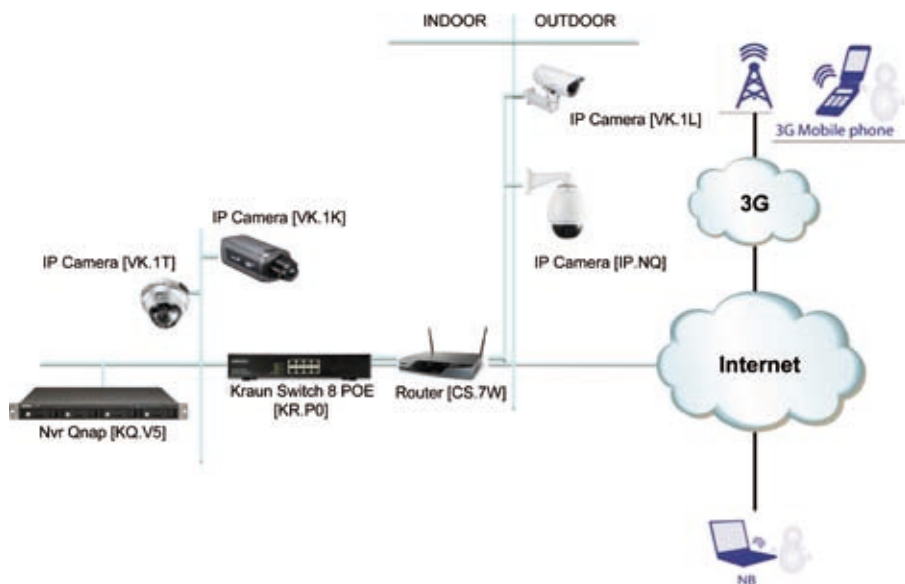 INDOOR
OUTDOOR
IP Camera [VK.1L]
3G Mobile phone
3G
IP Camera [VK.1K]
IP Camera [VK.1T]
IP Camera [IP.NQ]
Internet
Kraun Switch 8 POE
[KR.P0]
Router [CS.7W]
Nvr Qnap [KQ.V5]
NB